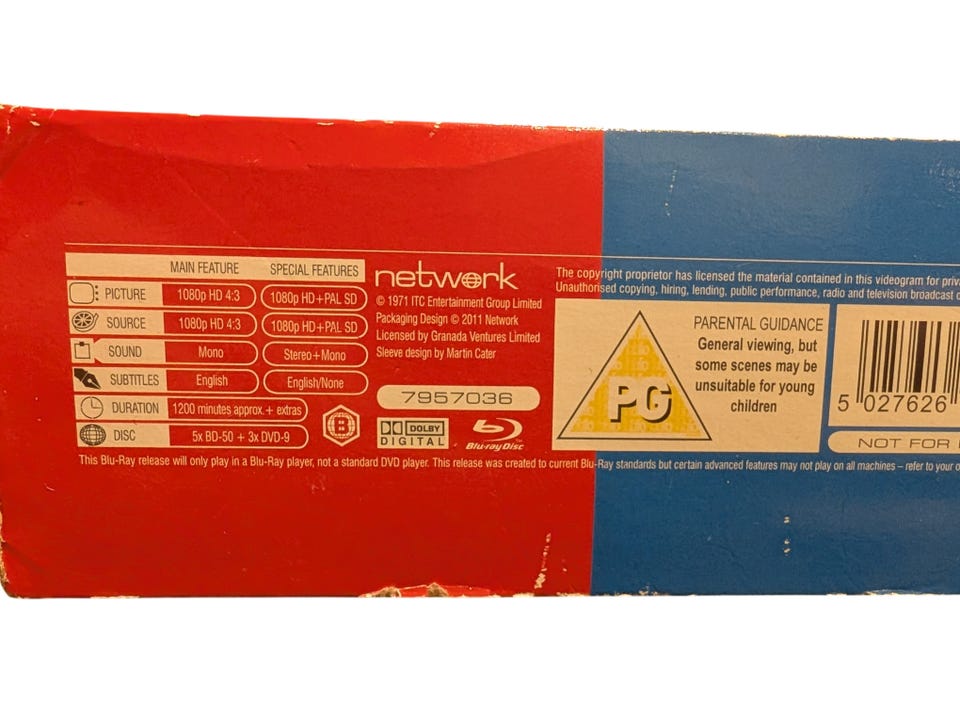 MAIN FEATURE SPECIAL FEATURES
PICTURE 1080p HD 4:3 1080p HD+PAL SD
SOURCE 1080p HD 4:3 1080p HD+PAL SD
SOUND Mono Stereo+Mono
SUBTITLES English English/None
DURATION 1200 minutes approx.+ extras
DISC 5x BD-50 + 3x DVD-9
network
© 1971 ITC Entertainment Group Limited
Packaging Design © 2011 Network
Licensed by Granada Ventures Limited
Sleeve design by Martin Cater
7957036
DOLBY
DIGITAL
Blu-ray Disc
The copyright proprietor has licensed the material contained in this videogram for
Unauthorised copying, hiring, lending, public performance, radio and television broadcast
PG
PARENTAL GUIDANCE
General viewing, but
some scenes may be
unsuitable for young
children
5 027626
NOT FOR
This Blu-Ray release will only play in a Blu-Ray player, not a standard DVD player. This release was created to current Blu-Ray standards but certain advanced features may not play on all machines – refer to your